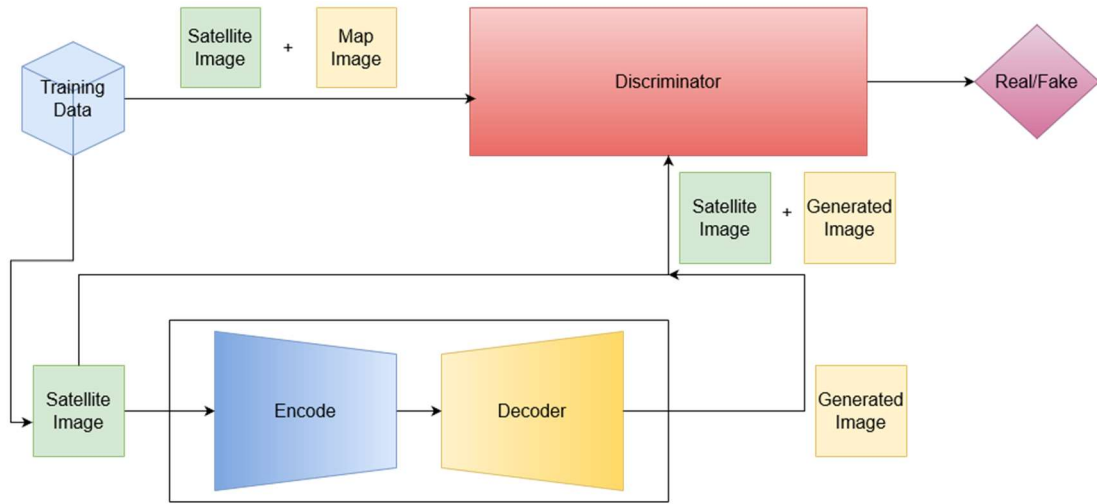 Satellite
Image
+
Map
Image
Training
Data
Discriminator
Real/Fake
Satellite
Image
+
Generated
Image
Satellite
Image
Encode
Decoder
Generated
Image